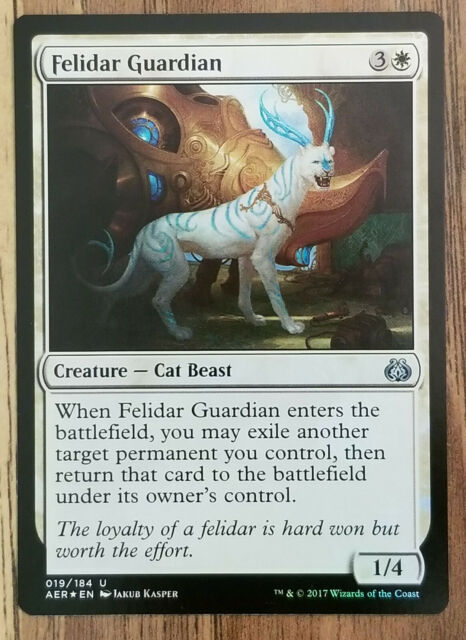 Felidar Guardian 3
Creature — Cat Beast
When Felidar Guardian enters the
battlefield, you may exile another
target permanent you control, then
return that card to the battlefield
under its owner's control.
The loyalty of a felidar is hard won but
worth the effort.
1/4
019/184 U
AER★EN Jakub Kasper
™ & © 2017 Wizards of the Coast